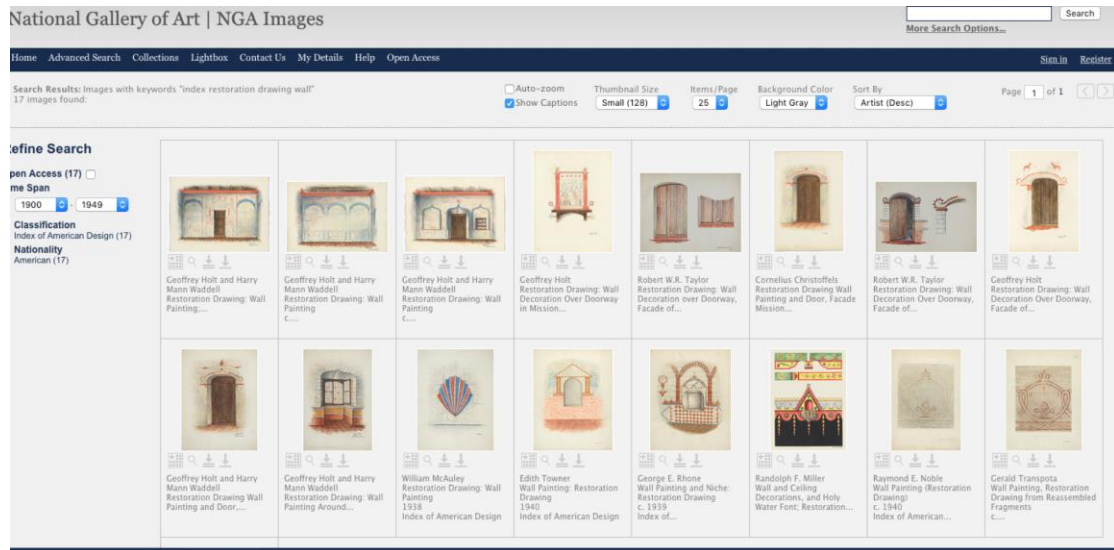 National Gallery of Art | NGA Images
Search
More Search Options...
Home Advanced Search Collections Lightbox Contact Us My Details Help Open Access
Sign in Register
Search Results: Images with keywords "index restoration drawing wall"
17 images found:
Auto-zoom Thumbnail Size Items/Page Background Color Sort By
Show Captions Small (128) 25 Light Gray Artist (Desc)
Page 1 of 1
efine Search
pen Access (17)
me Span
1900 - 1949
Classification
Index of American Design (17)
Nationality
American (17)
Geoffrey Holt and Harry
Mann Waddell
Restoration Drawing: Wall
Painting;...
Geoffrey Holt and Harry
Mann Waddell
Restoration Drawing: Wall
Painting
c....
Geoffrey Holt and Harry
Mann Waddell
Restoration Drawing: Wall
Painting
c....
Geoffrey Holt
Restoration Drawing: Wall
Decoration Over Doorway
in Mission...
Robert W.R. Taylor
Restoration Drawing: Wall
Decoration over Doorway,
Facade of...
Cornelius Christoffels
Restoration Drawing Wall
Painting and Door, Facade
Mission...
Robert W.R. Taylor
Restoration Drawing: Wall
Decoration Over Doorway,
Facade of...
Geoffrey Holt
Restoration Drawing: Wall
Decoration Over Doorway,
Facade of...
Geoffrey Holt and Harry
Mann Waddell
Restoration Drawing Wall
Painting and Door,...
Geoffrey Holt and Harry
Mann Waddell
Restoration Drawing: Wall
Painting Around...
William McAuley
Restoration Drawing: Wall
Painting
1938
Index of American Design
Edith Towner
Wall Painting: Restoration
Drawing
1940
Index of American Design
George E. Rhone
Wall Painting and Niche:
Restoration Drawing
c. 1939
Index of...
Randolph F. Miller
Wall and Ceiling
Decorations, and Holy
Water Font; Restoration...
Raymond E. Noble
Wall Painting (Restoration
Drawing)
c. 1940
Index of American...
Gerald Transpota
Wall Painting, Restoration
Drawing from Reassembled
Fragments
c....